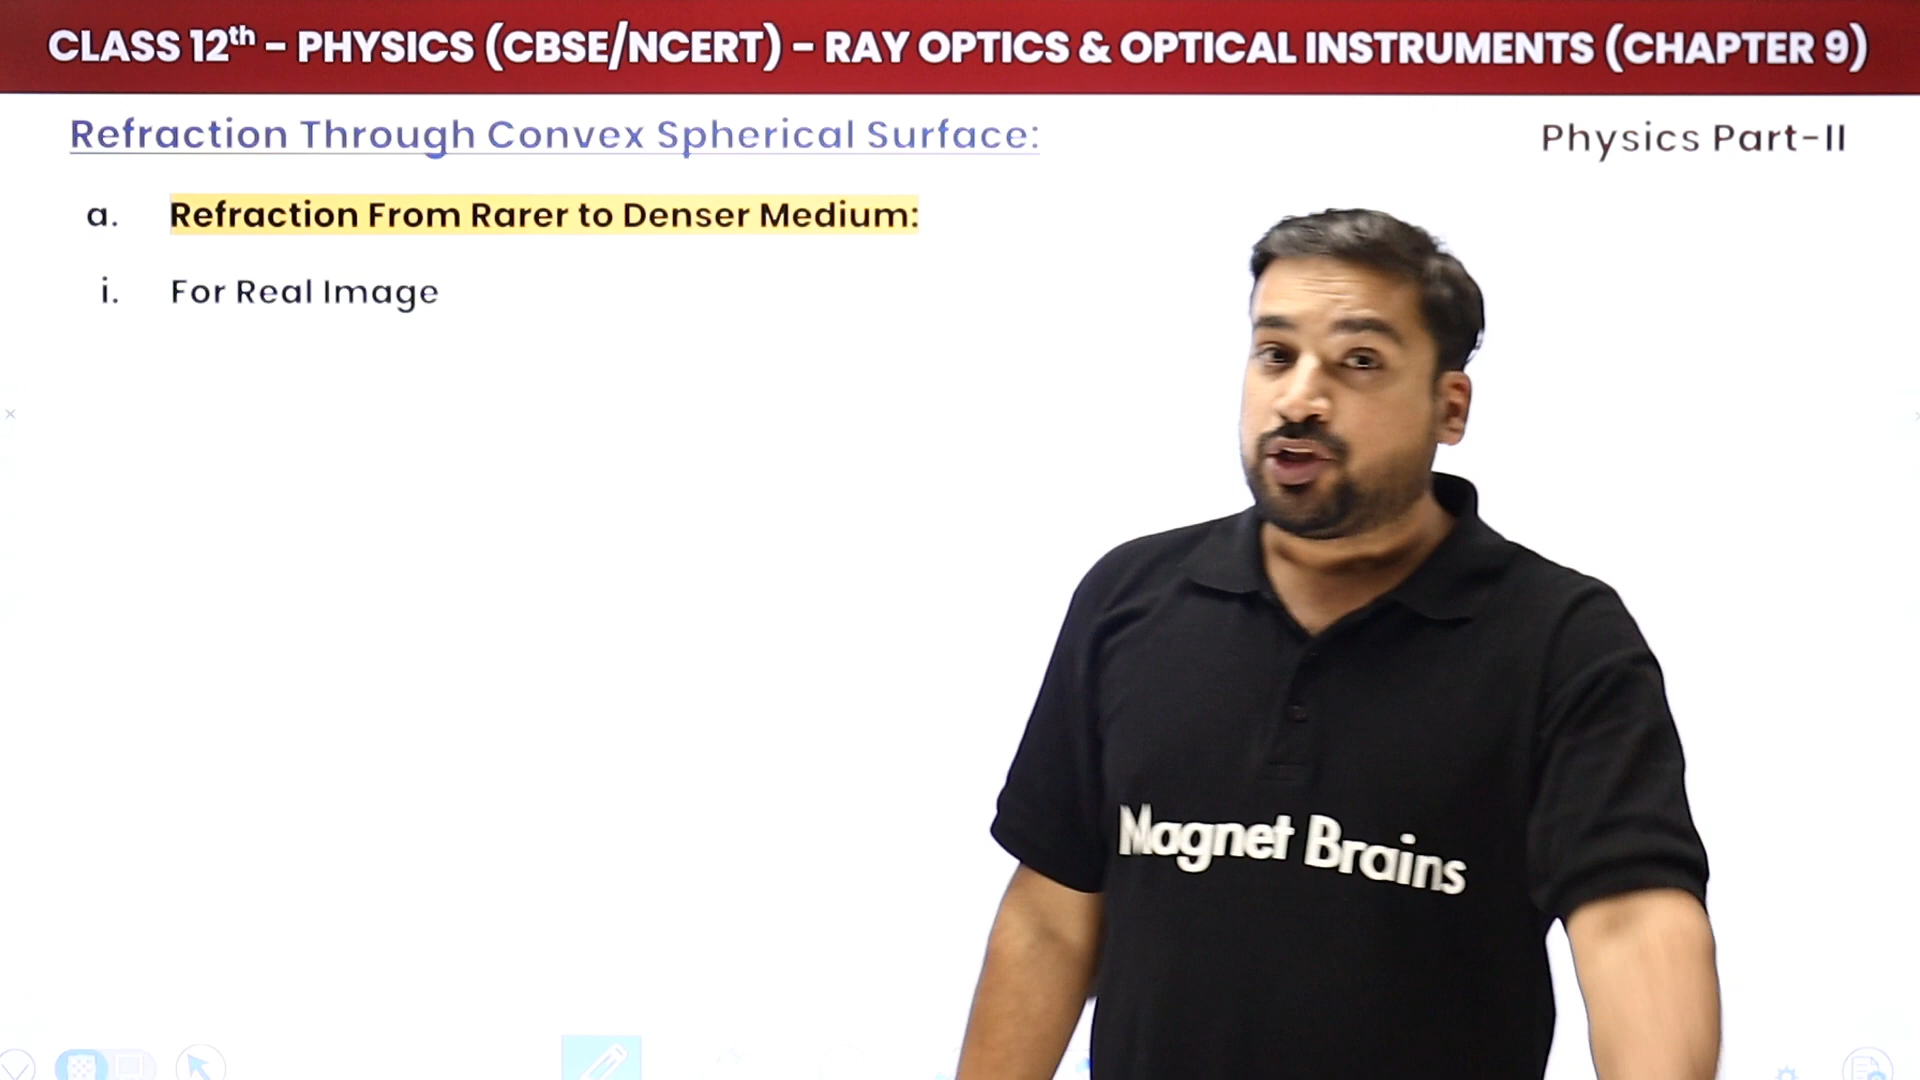 CLASS 12th - PHYSICS (CBSE/NCERT) - RAY OPTICS & OPTICAL INSTRUMENTS (CHAPTER 9)
Refraction Through Convex Spherical Surface:
Physics Part-II
a. Refraction From Rarer to Denser Medium:
i. For Real Image
Magnet Brains